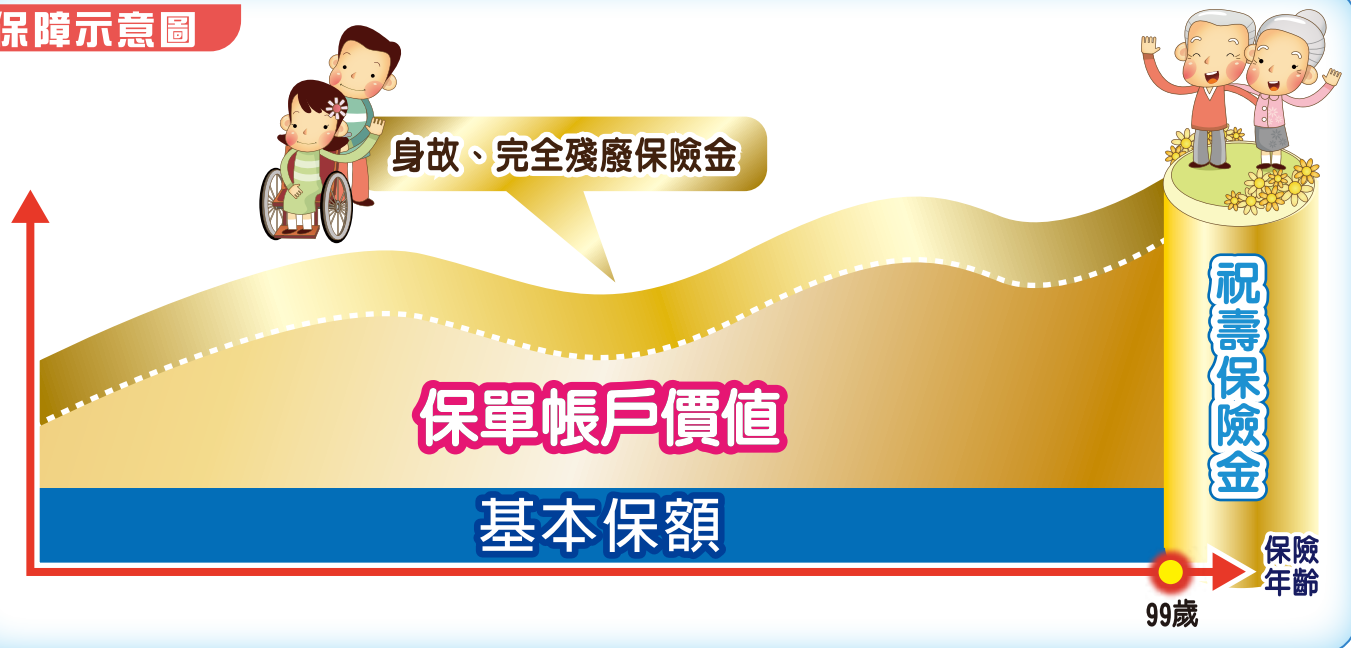 保障示意圖
身故、完全殘廢保險金
祝壽保險金
保單帳戶價值
基本保額
保險
年齡
99歲